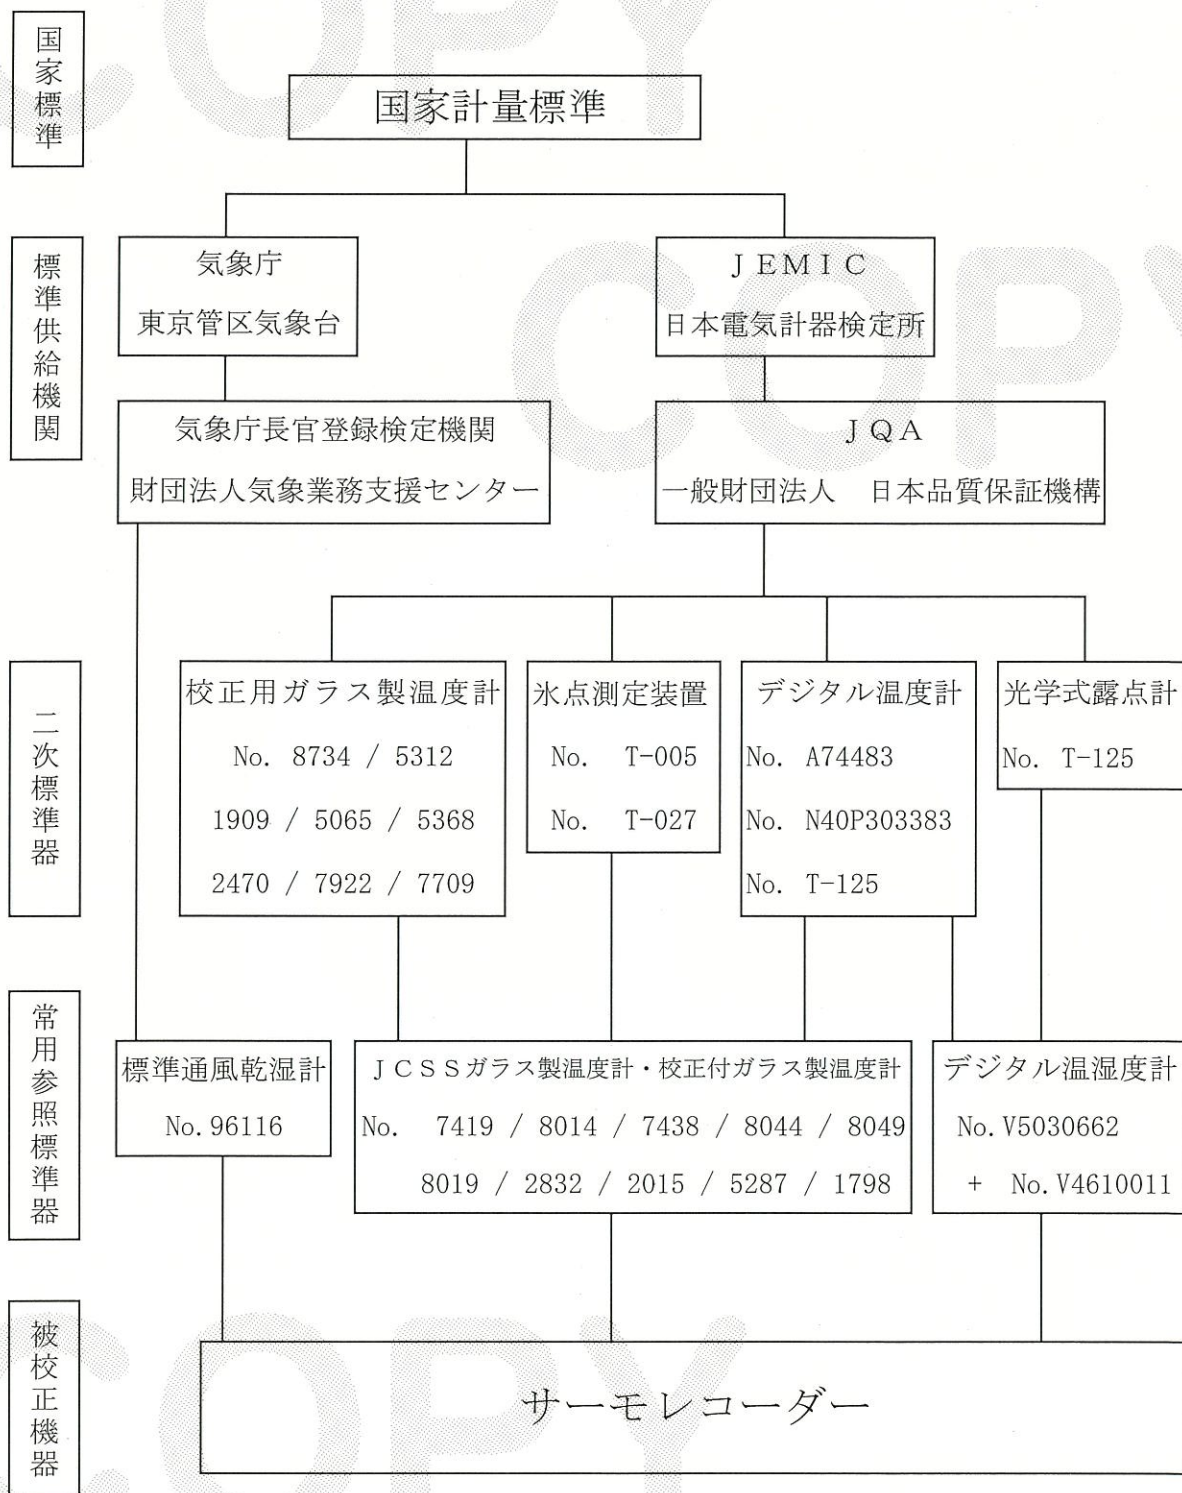 国家標準
国家計量標準
標準供給機関
気象庁
東京管区気象台
ＪＥＭＩＣ
日本電気計器検定所
気象庁長官登録検定機関
財団法人気象業務支援センター
ＪＱＡ
一般財団法人　日本品質保証機構
二次標準器
校正用ガラス製温度計
No. 8734 / 5312
1909 / 5065 / 5368
2470 / 7922 / 7709
氷点測定装置
No. T-005
No. T-027
デジタル温度計
No. A74483
No. N40P303383
No. T-125
光学式露点計
No. T-125
常用参照標準器
標準通風乾湿計
No.96116
ＪＣＳＳガラス製温度計・校正付ガラス製温度計
No. 7419 / 8014 / 7438 / 8044 / 8049
8019 / 2832 / 2015 / 5287 / 1798
デジタル温湿度計
No.V5030662
+ No.V4610011
被校正機器
サーモレコーダー
COPY
COPY
COPY